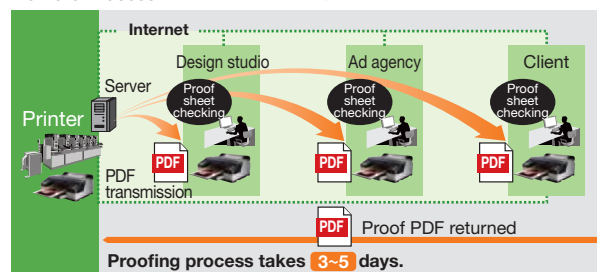 Internet
Design studio
Ad agency
Client
Server
Proof
sheet
checking
Proof
sheet
checking
Proof
sheet
checking
Printer
PDF
PDF
PDF
PDF
transmission
PDF
Proof PDF returned
Proofing process takes 3~5 days.